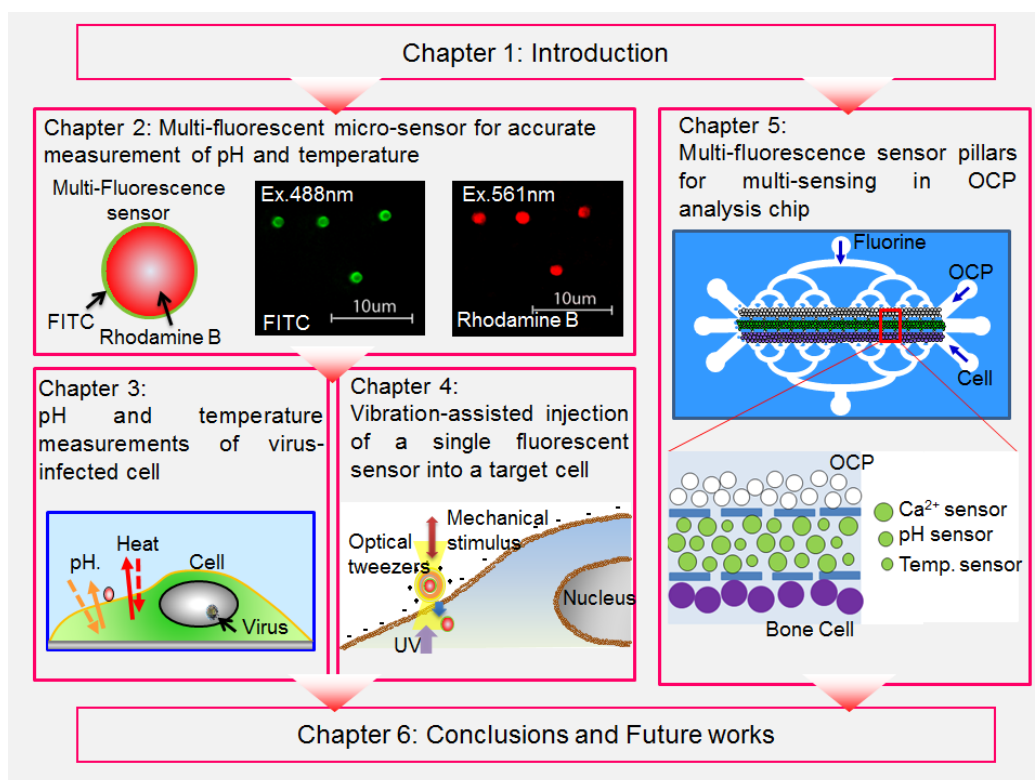 Chapter 1: Introduction
Chapter 2: Multi-fluorescent micro-sensor for accurate
measurement of pH and temperature
Multi-Fluorescence
sensor
FITC
Rhodamine B
Ex.488nm
10um
FITC
Ex.561nm
10um
Rhodamine B
Chapter 3:
pH and temperature
measurements of virus-
infected cell
pH.
Heat
Cell
Virus
Chapter 4:
Vibration-assisted injection
of a single fluorescent
sensor into a target cell
Mechanical
stimulus
Optical
tweezers
Nucleus
UV
Chapter 5:
Multi-fluorescence sensor pillars
for multi-sensing in OCP
analysis chip
Fluorine
OCP
Cell
OCP
Ca²⁺ sensor
pH sensor
Temp. sensor
Bone Cell
Chapter 6: Conclusions and Future works